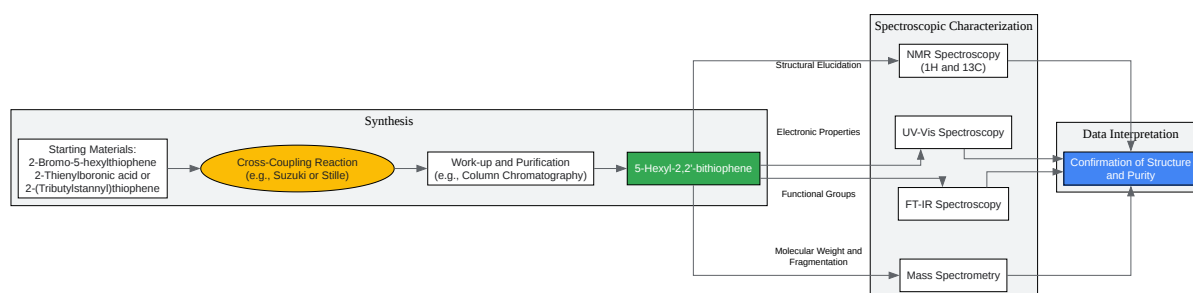 Synthesis
Starting Materials:
2-Bromo-5-hexylthiophene
2-Thienylboronic acid or
2-(Tributylstannyl)thiophene
Cross-Coupling Reaction
(e.g., Suzuki or Stille)
Work-up and Purification
(e.g., Column Chromatography)
5-Hexyl-2,2'-bithiophene
Structural Elucidation
Electronic Properties
Functional Groups
Molecular Weight and
Fragmentation
Spectroscopic Characterization
NMR Spectroscopy
(1H and 13C)
UV-Vis Spectroscopy
FT-IR Spectroscopy
Mass Spectrometry
Data Interpretation
Confirmation of Structure
and Purity